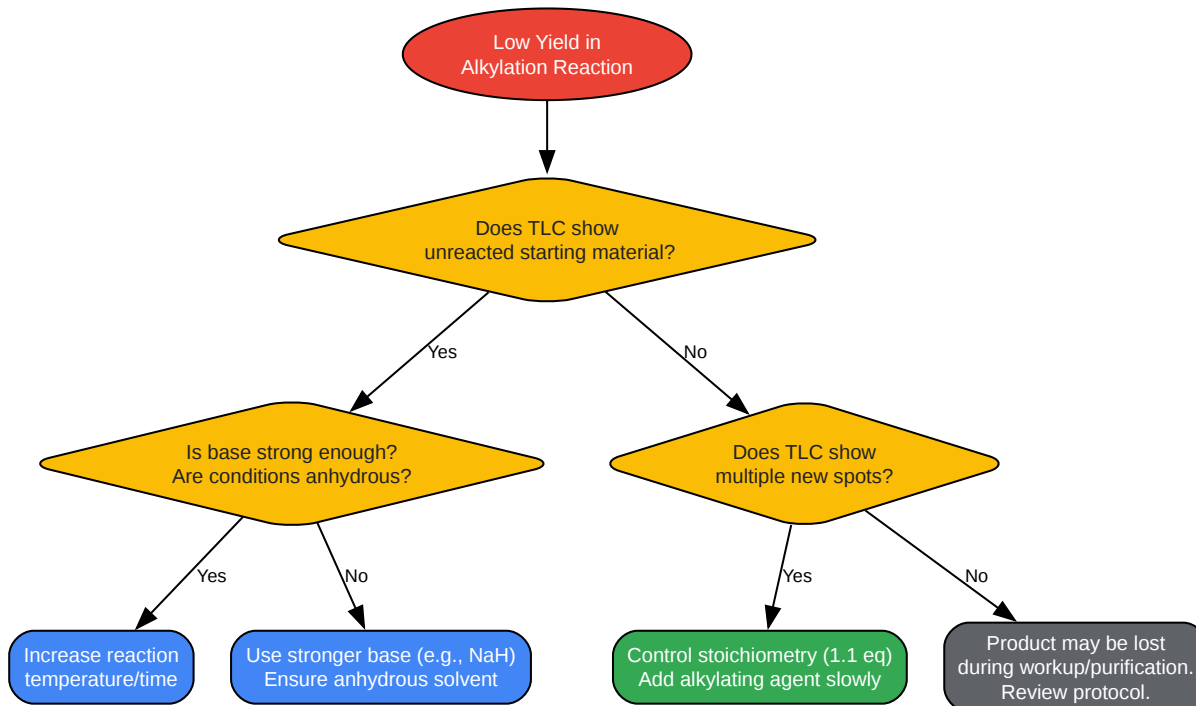 Low Yield in
Alkylation Reaction
Does TLC show
unreacted starting material?
Yes
No
Is base strong enough?
Are conditions anhydrous?
Does TLC show
multiple new spots?
Yes
No
Yes
No
Increase reaction
temperature/time
Use stronger base (e.g., NaH)
Ensure anhydrous solvent
Control stoichiometry (1.1 eq)
Add alkylating agent slowly
Product may be lost
during workup/purification.
Review protocol.